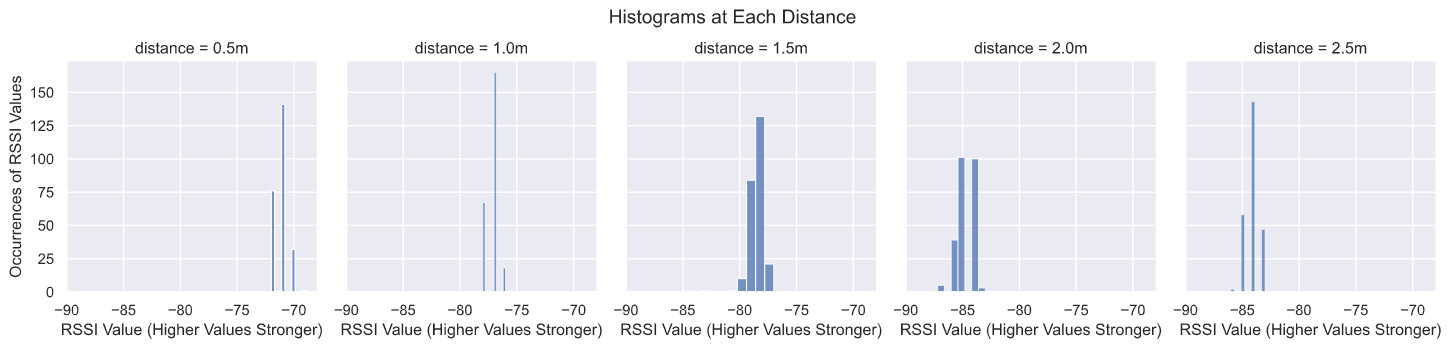 Histograms at Each Distance
distance = 0.5m
distance = 1.0m
distance = 1.5m
distance = 2.0m
distance = 2.5m
Occurrences of RSSI Values
150
125
100
75
50
25
0
−90 −85 −80 −75 −70
−90 −85 −80 −75 −70
−90 −85 −80 −75 −70
−90 −85 −80 −75 −70
−90 −85 −80 −75 −70
RSSI Value (Higher Values Stronger)
RSSI Value (Higher Values Stronger)
RSSI Value (Higher Values Stronger)
RSSI Value (Higher Values Stronger)
RSSI Value (Higher Values Stronger)